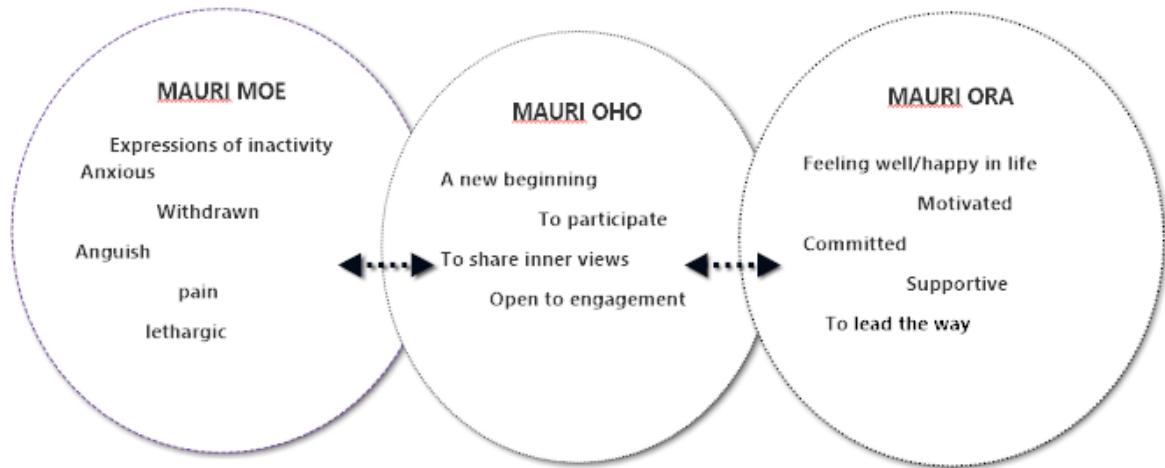 MAURI MOE
Expressions of inactivity
Anxious
Withdrawn
Anguish
pain
lethargic
MAURI OHO
A new beginning
To participate
To share inner views
Open to engagement
MAURI ORA
Feeling well/happy in life
Motivated
Committed
Supportive
To lead the way